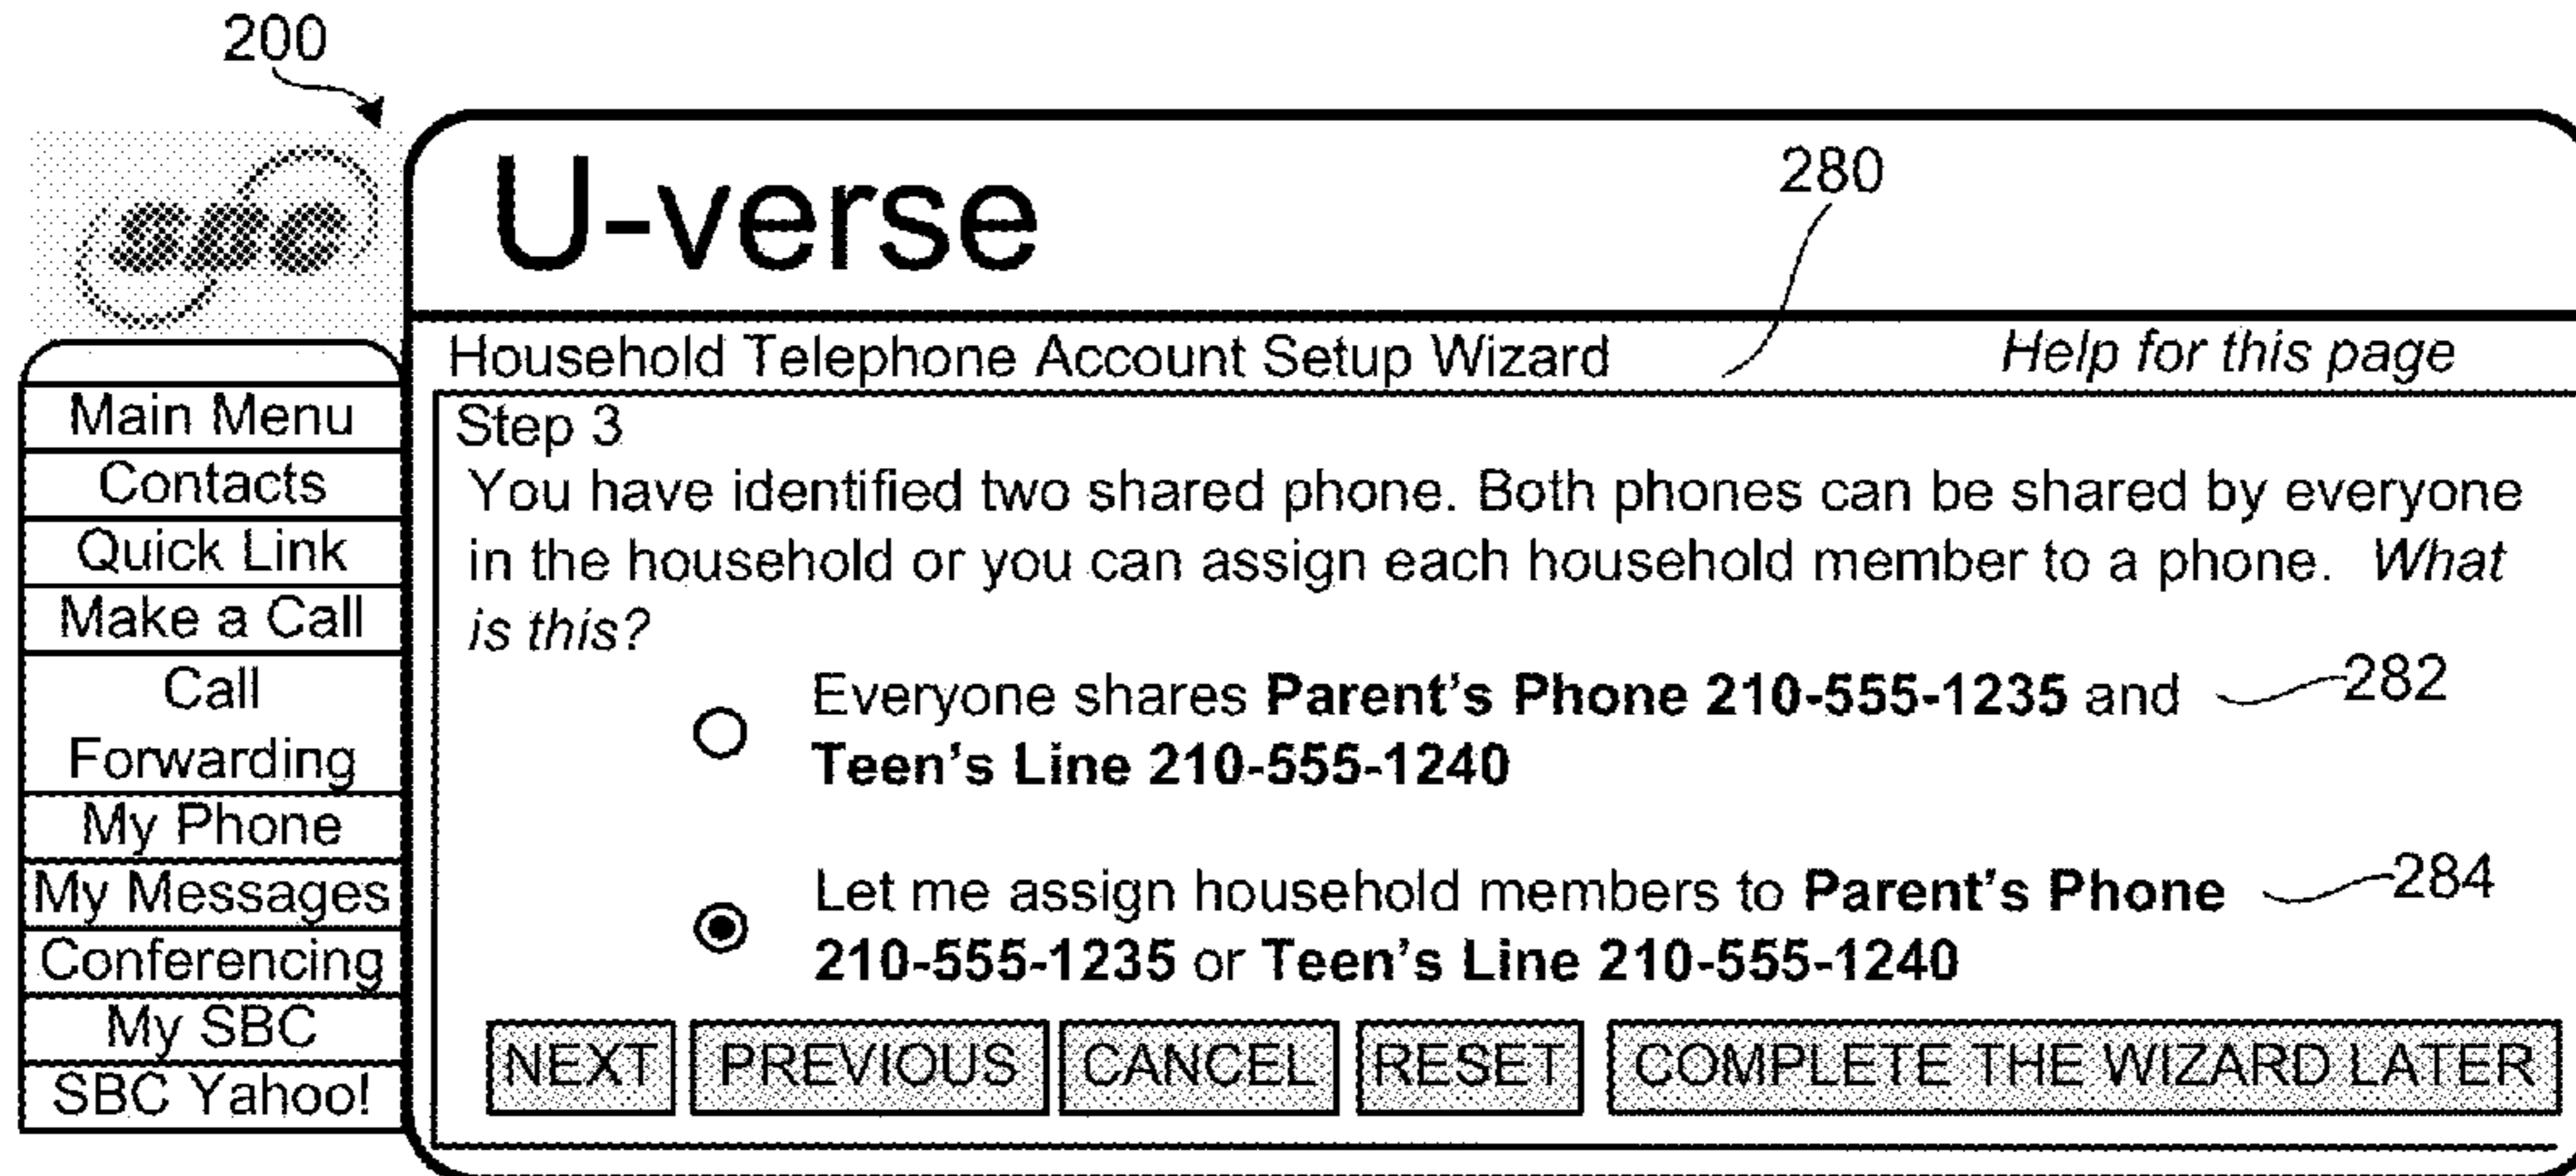 200
SBC
U-verse
280
Household Telephone Account Setup Wizard
Help for this page
Main Menu
Contacts
Quick Link
Make a Call
Call
Forwarding
My Phone
My Messages
Conferencing
My SBC
SBC Yahoo!
Step 3
You have identified two shared phone. Both phones can be shared by everyone
in the household or you can assign each household member to a phone. What
is this?
Everyone shares Parent's Phone 210-555-1235 and
282
Teen's Line 210-555-1240
Let me assign household members to Parent's Phone
284
210-555-1235 or Teen's Line 210-555-1240
NEXT PREVIOUS CANCEL RESET COMPLETE THE WIZARD LATER